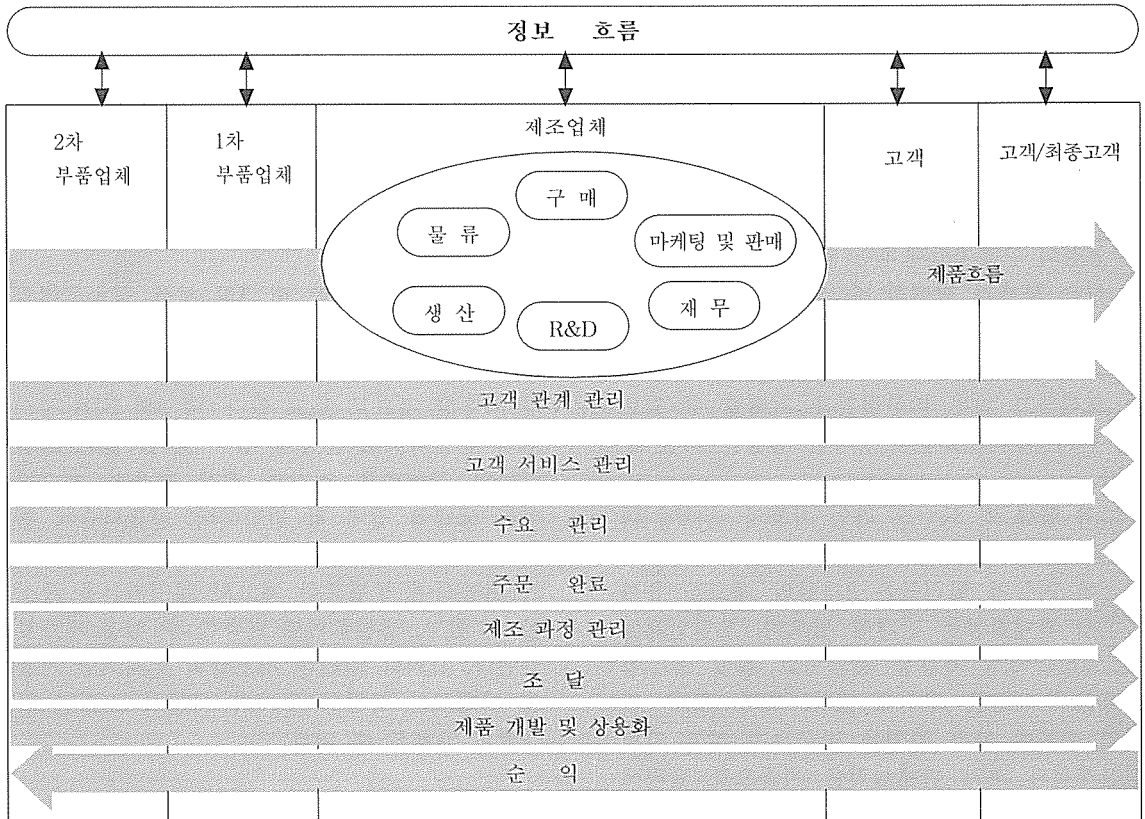 정보 흐름
2차
부품업체
1차
부품업체
제조업체
고객
고객/최종고객
구 매
물 류
마케팅 및 판매
생 산
R&D
재 무
제품흐름
고객 관계 관리
고객 서비스 관리
수요 관리
주문 완료
제조 과정 관리
조 달
제품 개발 및 상용화
순 익